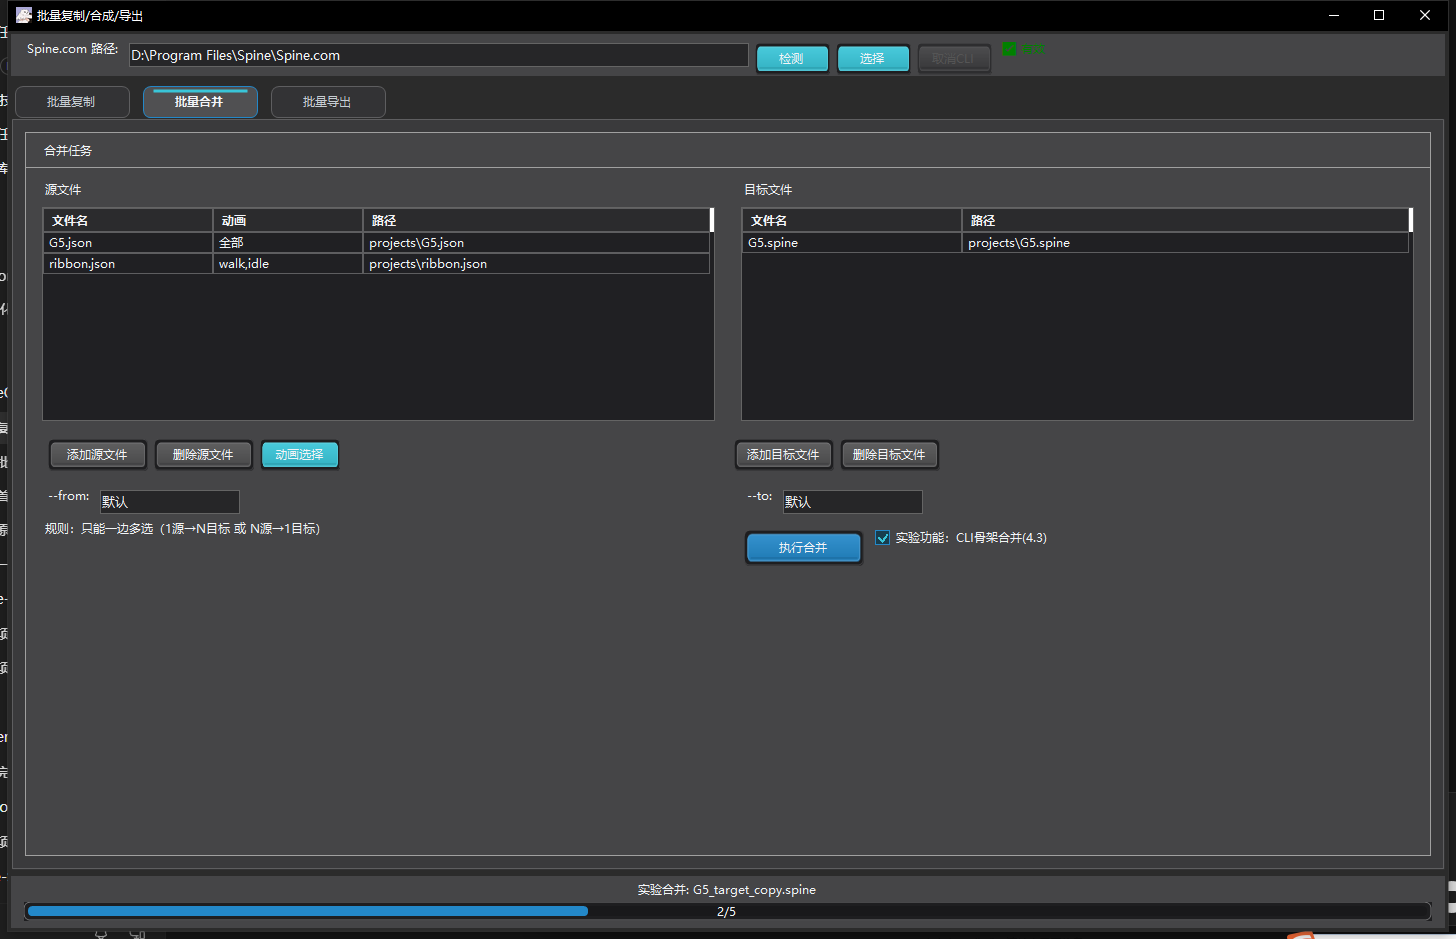 批量复制/合成/导出
Spine.com 路径: D:\Program Files\Spine\Spine.com 检测 选择 取消CLI 有效
批量复制 批量合并 批量导出
合并任务
源文件 目标文件
文件名 动画 路径 文件名 路径
G5.json 全部 projects\G5.json G5.spine projects\G5.spine
ribbon.json walk,idle projects\ribbon.json
添加源文件 删除源文件 动画选择 添加目标文件 删除目标文件
--from: 默认 --to: 默认
规则：只能一边多选（1源→N目标 或 N源→1目标）
执行合并 实验功能：CLI骨架合并(4.3)
实验合并: G5_target_copy.spine
2/5